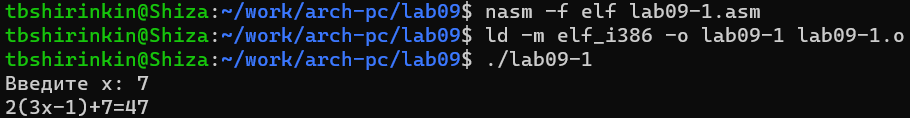 tbshirinkin@Shiza:~/work/arch-pc/lab09$ nasm -f elf lab09-1.asm
tbshirinkin@Shiza:~/work/arch-pc/lab09$ ld -m elf_i386 -o lab09-1 lab09-1.o
tbshirinkin@Shiza:~/work/arch-pc/lab09$ ./lab09-1
Введите x: 7
2(3x-1)+7=47